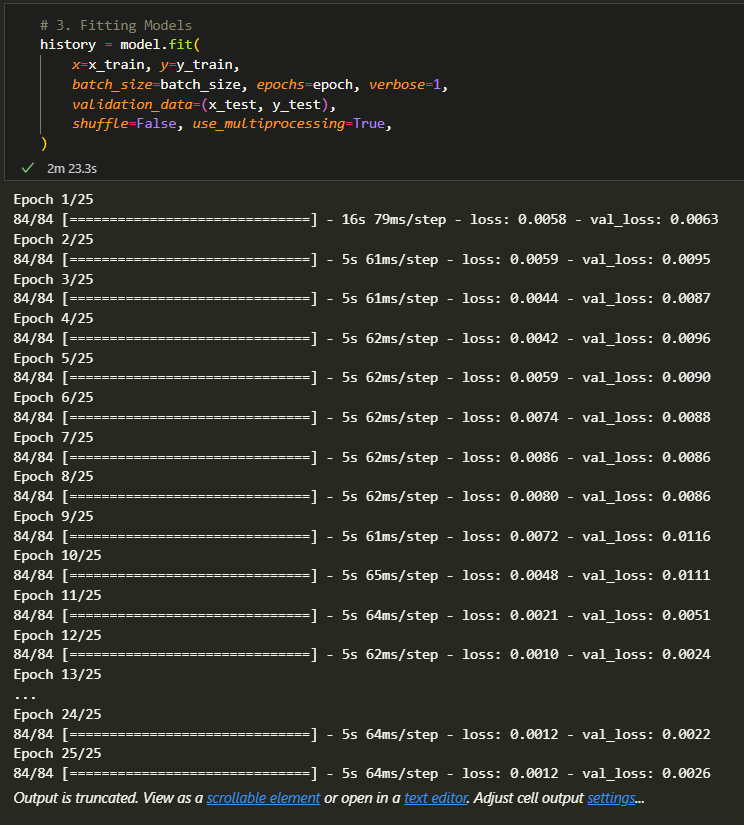 # 3. Fitting Models
history = model.fit(
x=x_train, y=y_train,
batch_size=batch_size, epochs=epoch, verbose=1,
validation_data=(x_test, y_test),
shuffle=False, use_multiprocessing=True,
)
✓ 2m 23.3s
Epoch 1/25
84/84 [==============================] - 16s 79ms/step - loss: 0.0058 - val_loss: 0.0063
Epoch 2/25
84/84 [==============================] - 5s 61ms/step - loss: 0.0059 - val_loss: 0.0095
Epoch 3/25
84/84 [==============================] - 5s 61ms/step - loss: 0.0044 - val_loss: 0.0087
Epoch 4/25
84/84 [==============================] - 5s 62ms/step - loss: 0.0042 - val_loss: 0.0096
Epoch 5/25
84/84 [==============================] - 5s 62ms/step - loss: 0.0059 - val_loss: 0.0090
Epoch 6/25
84/84 [==============================] - 5s 62ms/step - loss: 0.0074 - val_loss: 0.0088
Epoch 7/25
84/84 [==============================] - 5s 62ms/step - loss: 0.0086 - val_loss: 0.0086
Epoch 8/25
84/84 [==============================] - 5s 62ms/step - loss: 0.0080 - val_loss: 0.0086
Epoch 9/25
84/84 [==============================] - 5s 61ms/step - loss: 0.0072 - val_loss: 0.0116
Epoch 10/25
84/84 [==============================] - 5s 65ms/step - loss: 0.0048 - val_loss: 0.0111
Epoch 11/25
84/84 [==============================] - 5s 64ms/step - loss: 0.0021 - val_loss: 0.0051
Epoch 12/25
84/84 [==============================] - 5s 62ms/step - loss: 0.0010 - val_loss: 0.0024
Epoch 13/25
...
Epoch 24/25
84/84 [==============================] - 5s 64ms/step - loss: 0.0012 - val_loss: 0.0022
Epoch 25/25
84/84 [==============================] - 5s 64ms/step - loss: 0.0012 - val_loss: 0.0026
Output is truncated. View as a scrollable element or open in a text editor. Adjust cell output settings...